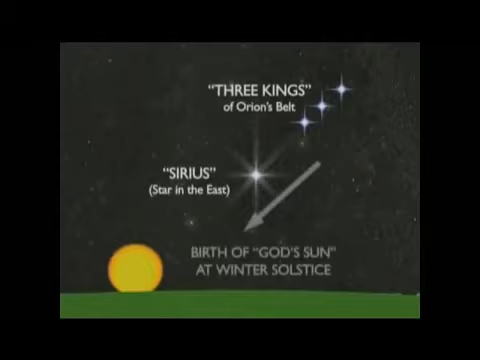 “THREE KINGS”
of Orion's Belt
“SIRIUS”
(Star in the East)
BIRTH OF “GOD'S SUN”
AT WINTER SOLSTICE